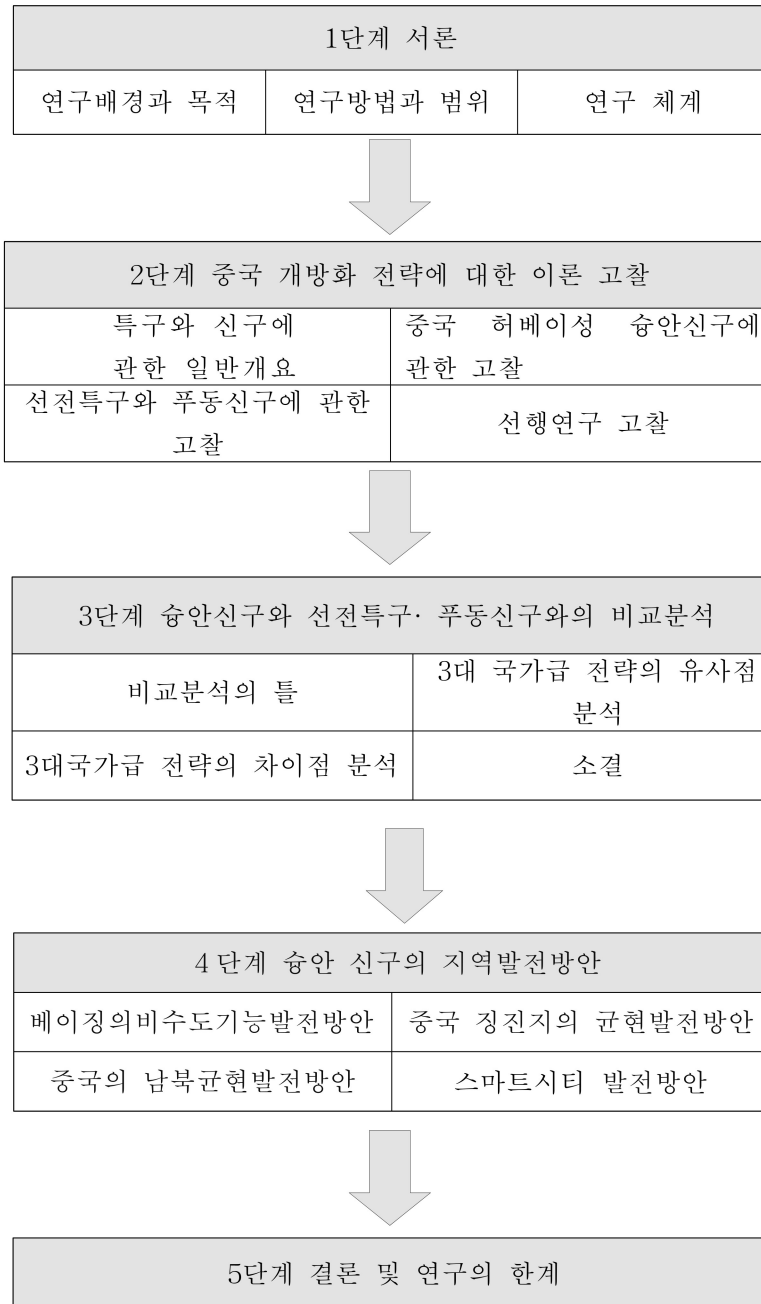 1단계 서론
연구배경과 목적
연구방법과 범위
연구 체계
2단계 중국 개방화 전략에 대한 이론 고찰
특구와 신구에
관한 일반개요
중국 허베이성 슝안신구에
관한 고찰
선전특구와 푸동신구에 관한
고찰
선행연구 고찰
3단계 슝안신구와 선전특구· 푸동신구와의 비교분석
비교분석의 틀
3대 국가급 전략의 유사점
분석
3대국가급 전략의 차이점 분석
소결
4 단계 슝안 신구의 지역발전방안
베이징의비수도기능발전방안
중국 징진지의 균현발전방안
중국의 남북균현발전방안
스마트시티 발전방안
5단계 결론 및 연구의 한계